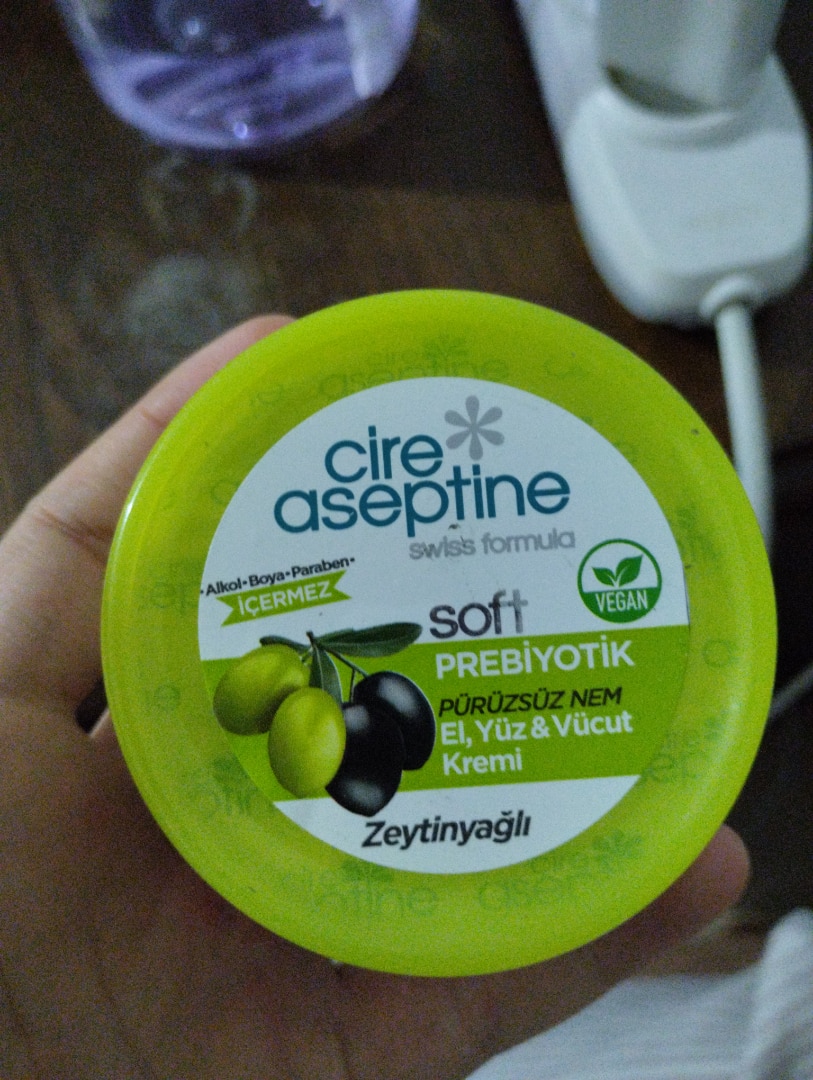 cire
aseptine
swiss formula
•Alkol•Boya•Paraben•
İÇERMEZ
VEGAN
soft
PREBİYOTİK
PÜRÜZSÜZ NEM
El, Yüz & Vücut
Kremi
Zeytinyağlı